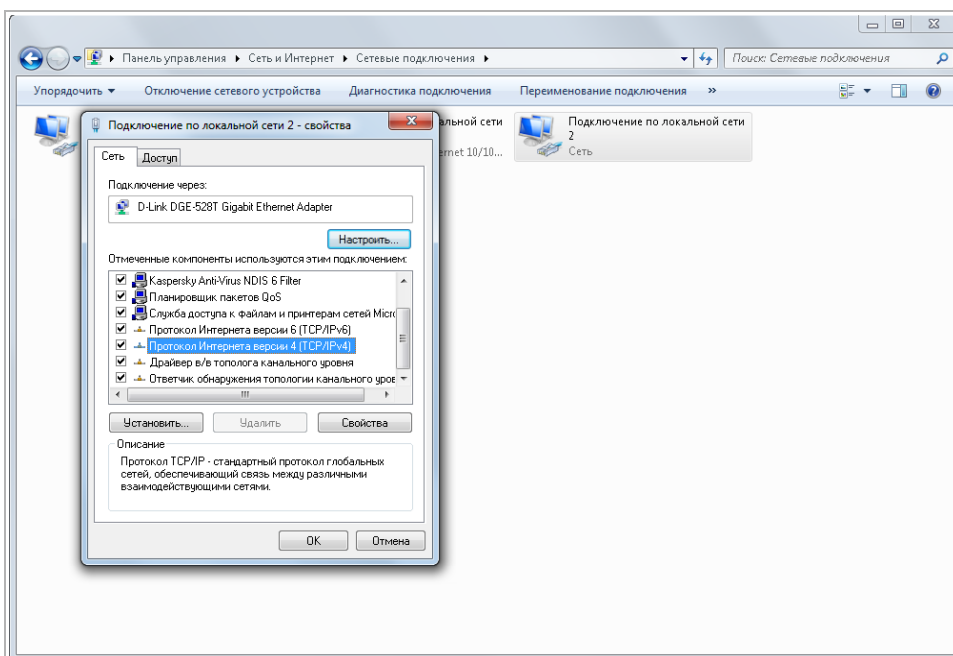 Панель управления ▸ Сеть и Интернет ▸ Сетевые подключения ▸
Поиск: Сетевые подключения
Упорядочить ▾ Отключение сетевого устройства Диагностика подключения Переименование подключения »
альной сети
ernet 10/10...
Подключение по локальной сети
2
Сеть
Подключение по локальной сети 2 - свойства
Сеть Доступ
Подключение через:
D-Link DGE-528T Gigabit Ethernet Adapter
Настроить...
Отмеченные компоненты используются этим подключением:
Kaspersky Anti-Virus NDIS 6 Filter
Планировщик пакетов QoS
Служба доступа к файлам и принтерам сетей Micro
Протокол Интернета версии 6 (TCP/IPv6)
Протокол Интернета версии 4 (TCP/IPv4)
Драйвер в/в тополога канального уровня
Ответчик обнаружения топологии канального уров
Установить... Удалить Свойства
Описание
Протокол TCP/IP - стандартный протокол глобальных
сетей, обеспечивающий связь между различными
взаимодействующими сетями.
OK Отмена